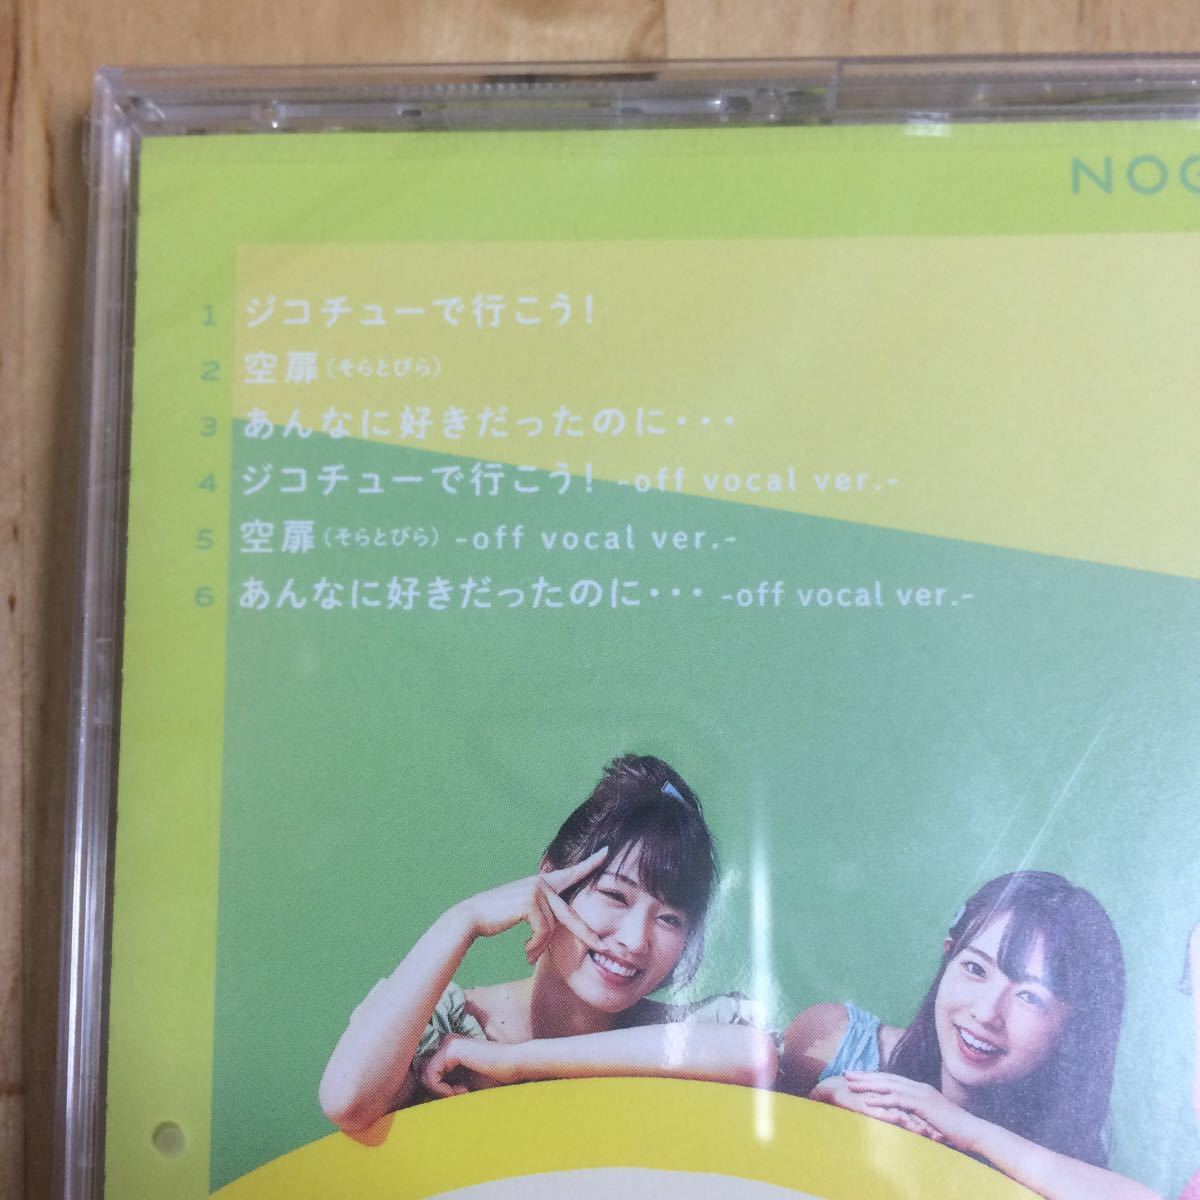 NOG
1 ジコチューで行こう!
2 空扉(そらとびら)
3 あんなに好きだったのに・・・
4 ジコチューで行こう! -off vocal ver.-
5 空扉(そらとびら) -off vocal ver.-
6 あんなに好きだったのに・・・ -off vocal ver.-